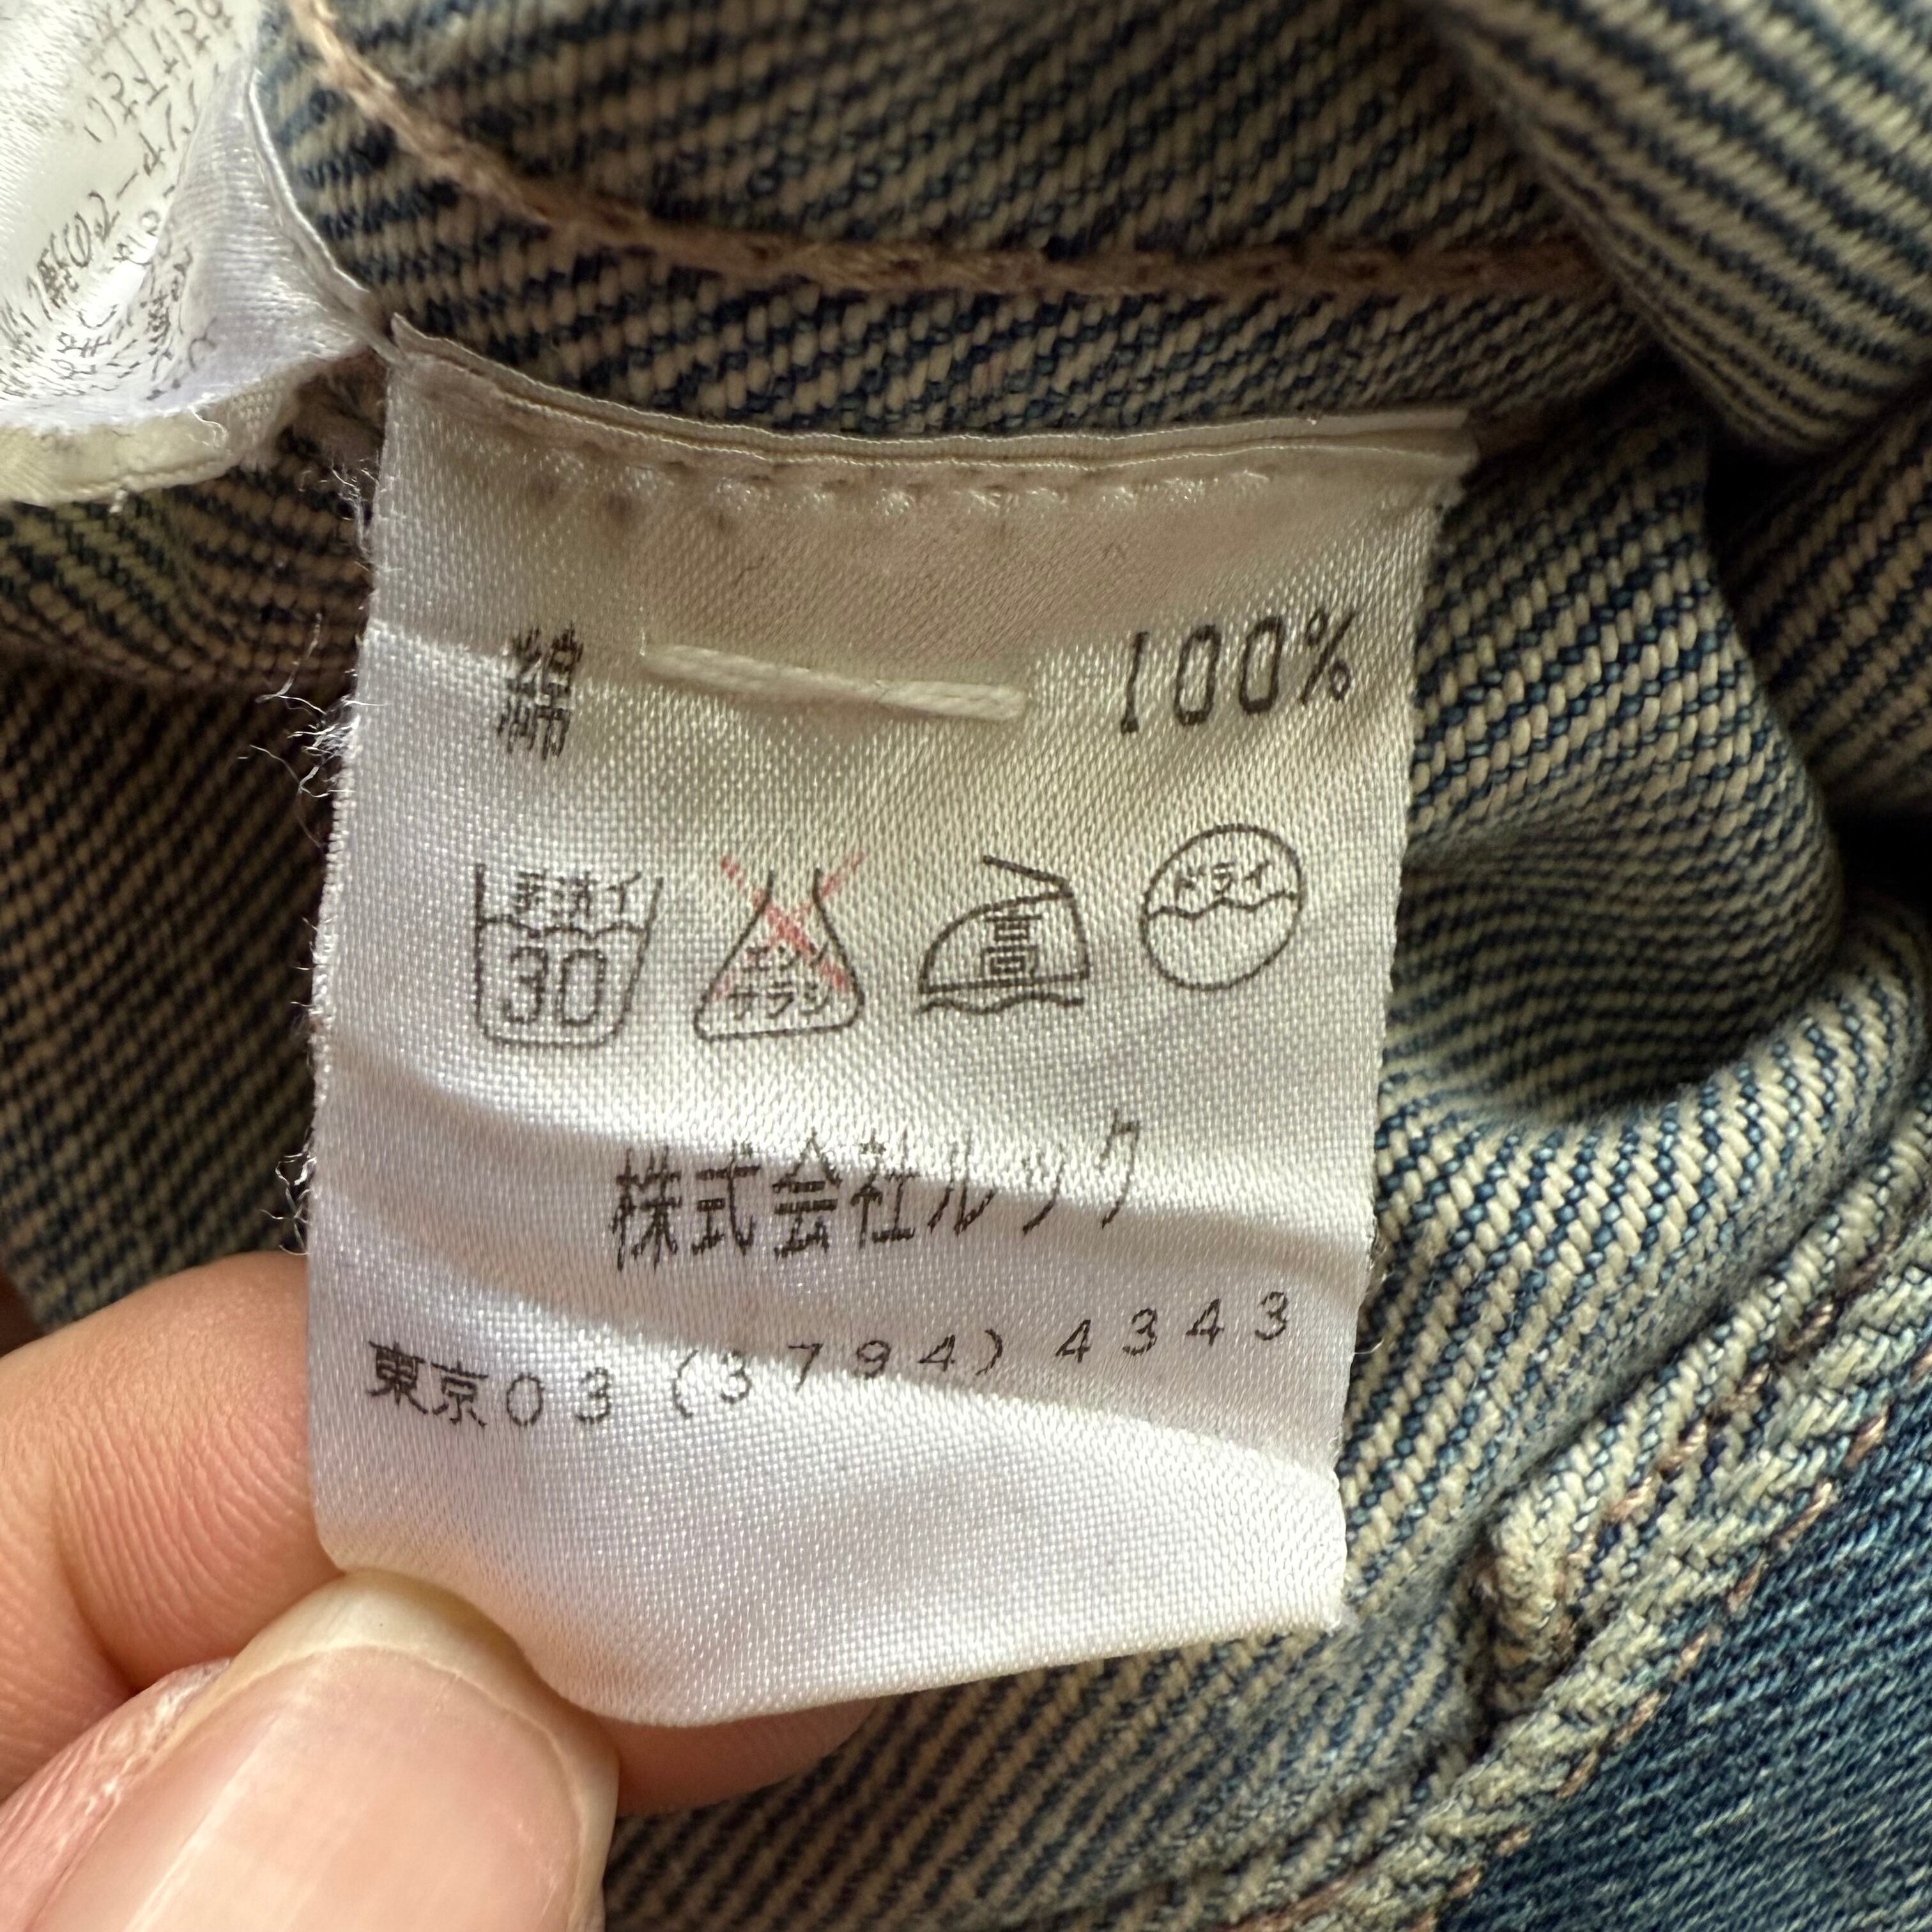 綿 100%
手洗イ
30
エンソ
サラシ
高
ドライ
株式会社ルック
東京03(3794)4343